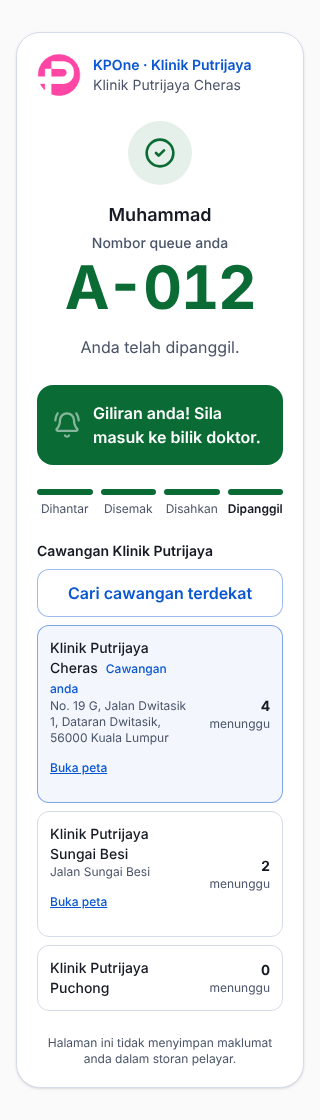 KPOne · Klinik Putrijaya
Klinik Putrijaya Cheras
Muhammad
Nombor queue anda
A-012
Anda telah dipanggil.
Giliran anda! Sila
masuk ke bilik doktor.
Dihantar Disemak Disahkan Dipanggil
Cawangan Klinik Putrijaya
Cari cawangan terdekat
Klinik Putrijaya
Cheras Cawangan
anda
No. 19 G, Jalan Dwitasik
1, Dataran Dwitasik,
56000 Kuala Lumpur
4
menunggu
Buka peta
Klinik Putrijaya
Sungai Besi
Jalan Sungai Besi
2
menunggu
Buka peta
Klinik Putrijaya
Puchong
0
menunggu
Halaman ini tidak menyimpan maklumat
anda dalam storan pelayar.